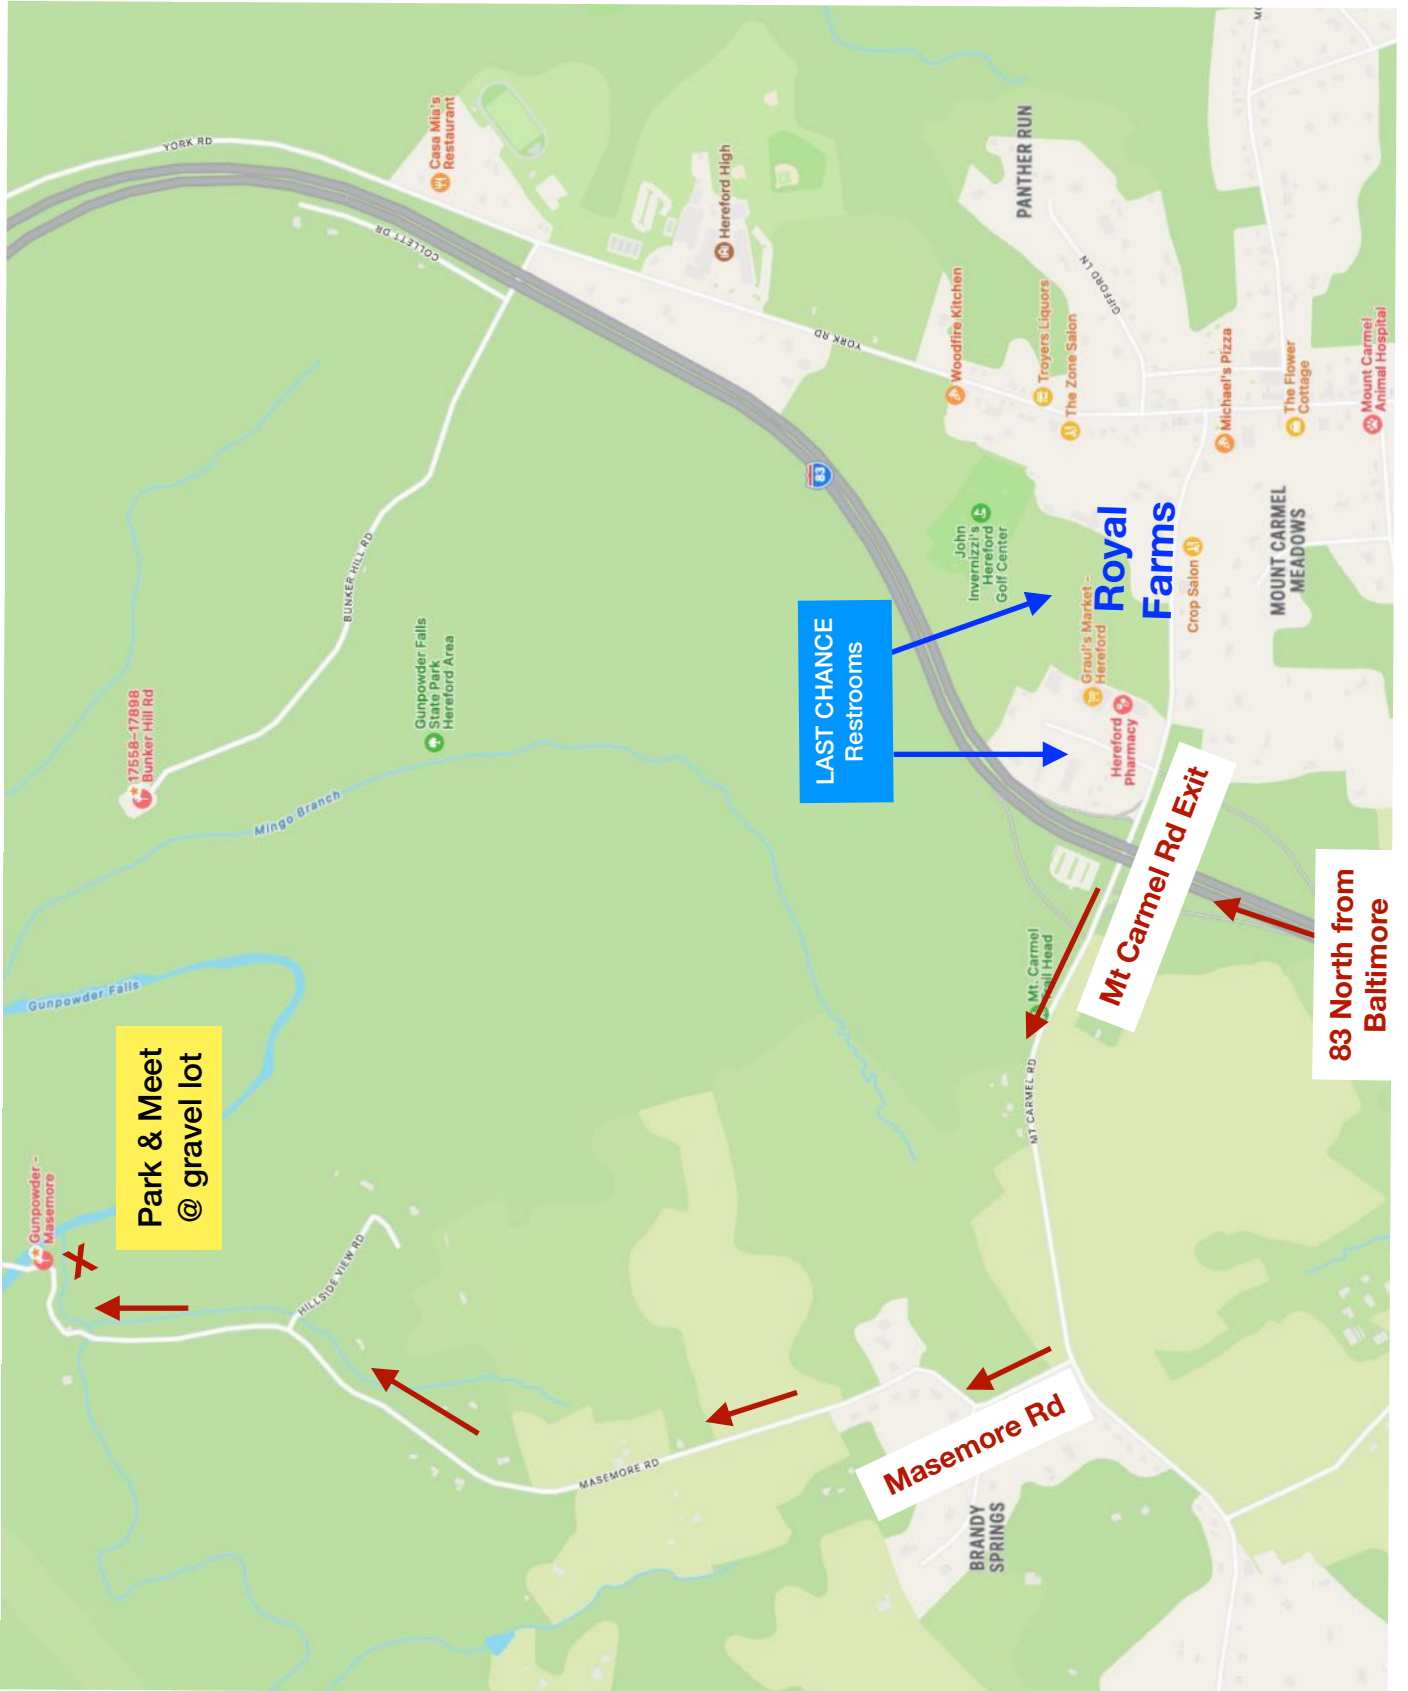 Gunpowder -
Masemore
X
Park & Meet
@ gravel lot
Gunpowder Falls
Mingo Branch
17558–17898
Bunker Hill Rd
YORK RD
HILLSIDE VIEW RD
BUNKER HILL RD
COLLETT DR
Casa Mia's
Restaurant
Gunpowder Falls
State Park
Hereford Area
MASEMORE RD
Hereford High
LAST CHANCE
Restrooms
83
YORK RD
Masemore Rd
BRANDY
SPRINGS
John
Invernizzi's
Hereford
Golf Center
Woodfire Kitchen
PANTHER RUN
MT CARMEL RD
Mt. Carmel
Trail Head
Troyers Liquors
The Zone Salon
GIFFORD LN
Graul's Market -
Hereford
Royal
Farms
Hereford
Pharmacy
Mt Carmel Rd Exit
Crop Salon
Michael's Pizza
MOUNT CARMEL
MEADOWS
The Flower
Cottage
83 North from
Baltimore
Mount Carmel
Animal Hospital